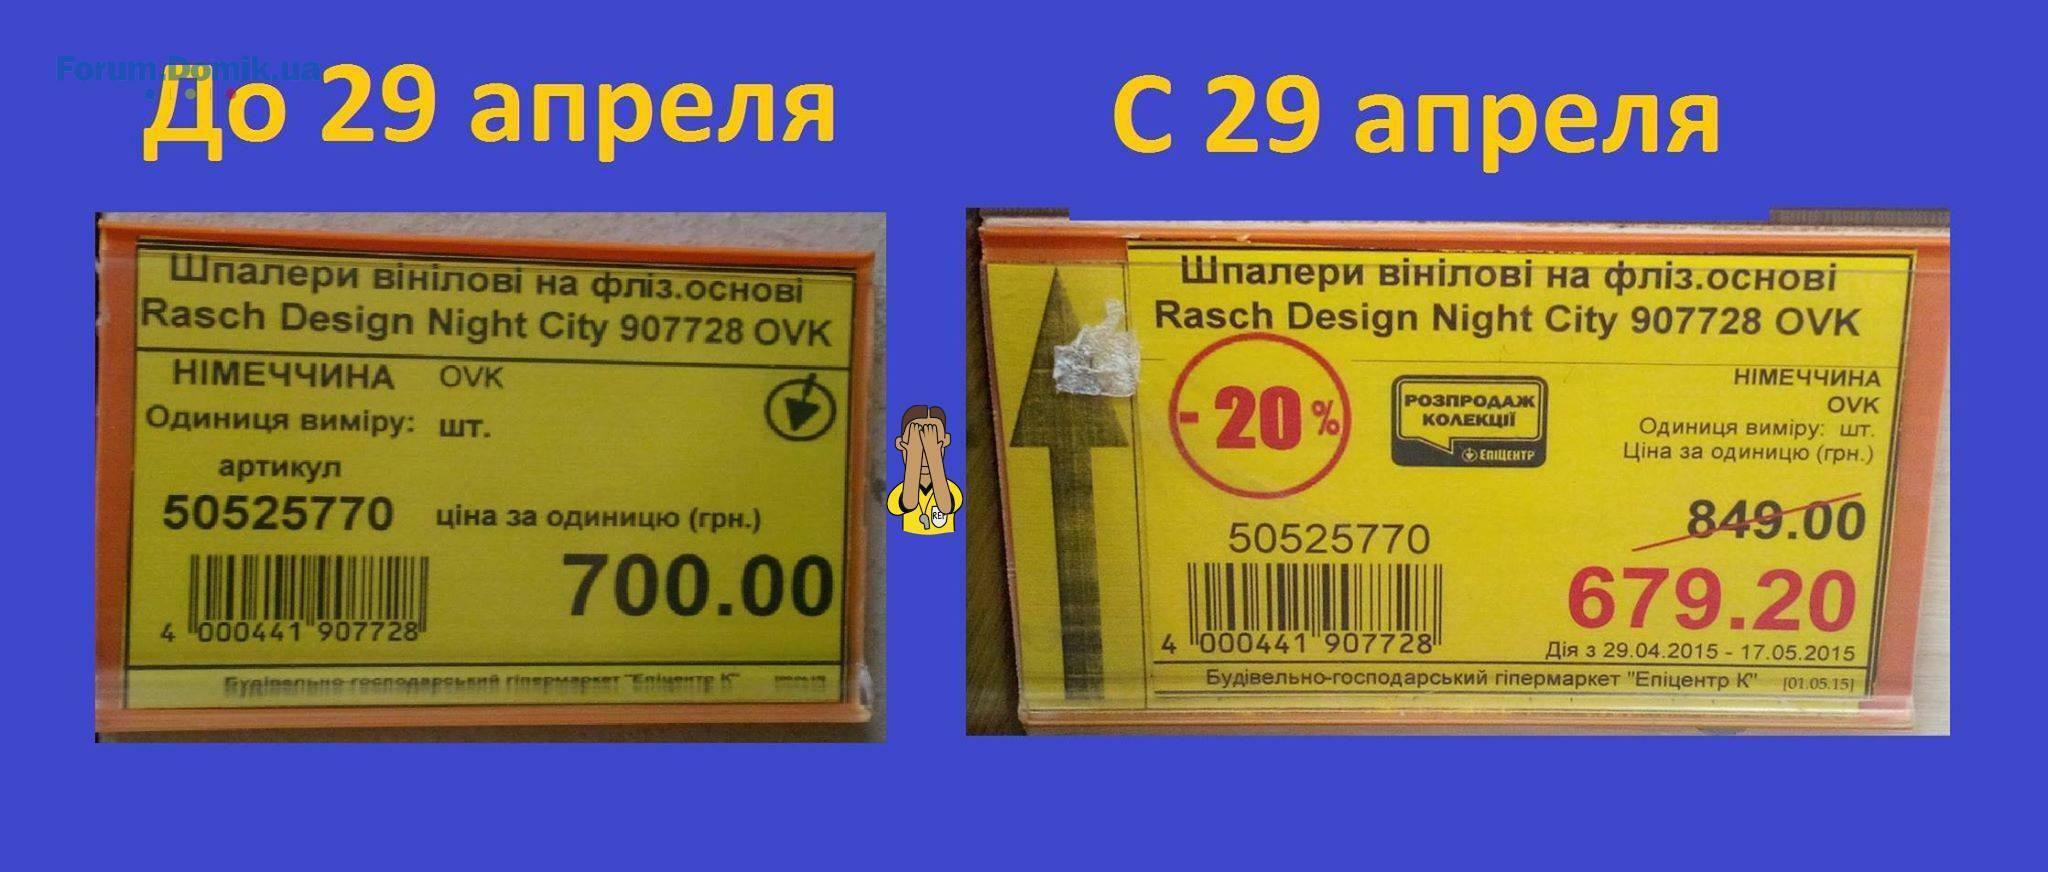 Forum.Domik.ua
До 29 апреля
С 29 апреля
Шпалери вінілові на фліз.основі
Rasch Design Night City 907728 OVK
НІМЕЧЧИНА OVK
Одиниця виміру: шт.
артикул
50525770 ціна за одиницю (грн.)
700.00
4 000441 907728
Будівельно-господарський гіпермаркет "Епіцентр К"
Шпалери вінілові на фліз.основі
Rasch Design Night City 907728 OVK
НІМЕЧЧИНА
OVK
Одиниця виміру: шт.
Ціна за одиницю (грн.)
- 20 %
РОЗПРОДАЖ
КОЛЕКЦІЇ
ЕПІЦЕНТР
849.00
50525770
679.20
4 000441 907728
Дія з 29.04.2015 - 17.05.2015
Будівельно-господарський гіпермаркет "Епіцентр К" [01.05.15]
REF